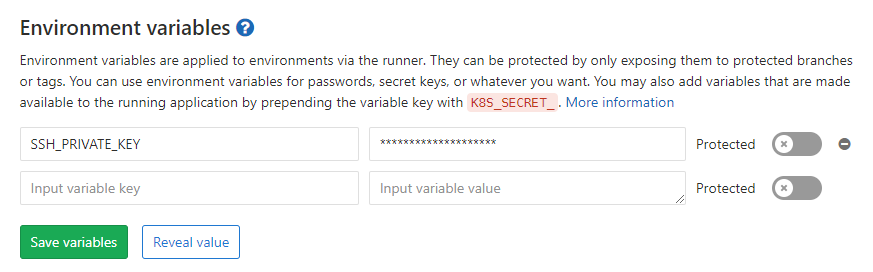 Environment variables ?
Environment variables are applied to environments via the runner. They can be protected by only exposing them to protected branches
or tags. You can use environment variables for passwords, secret keys, or whatever you want. You may also add variables that are made
available to the running application by prepending the variable key with K8S_SECRET_. More information
SSH_PRIVATE_KEY ******************** Protected
Input variable key Input variable value Protected
Save variables Reveal value